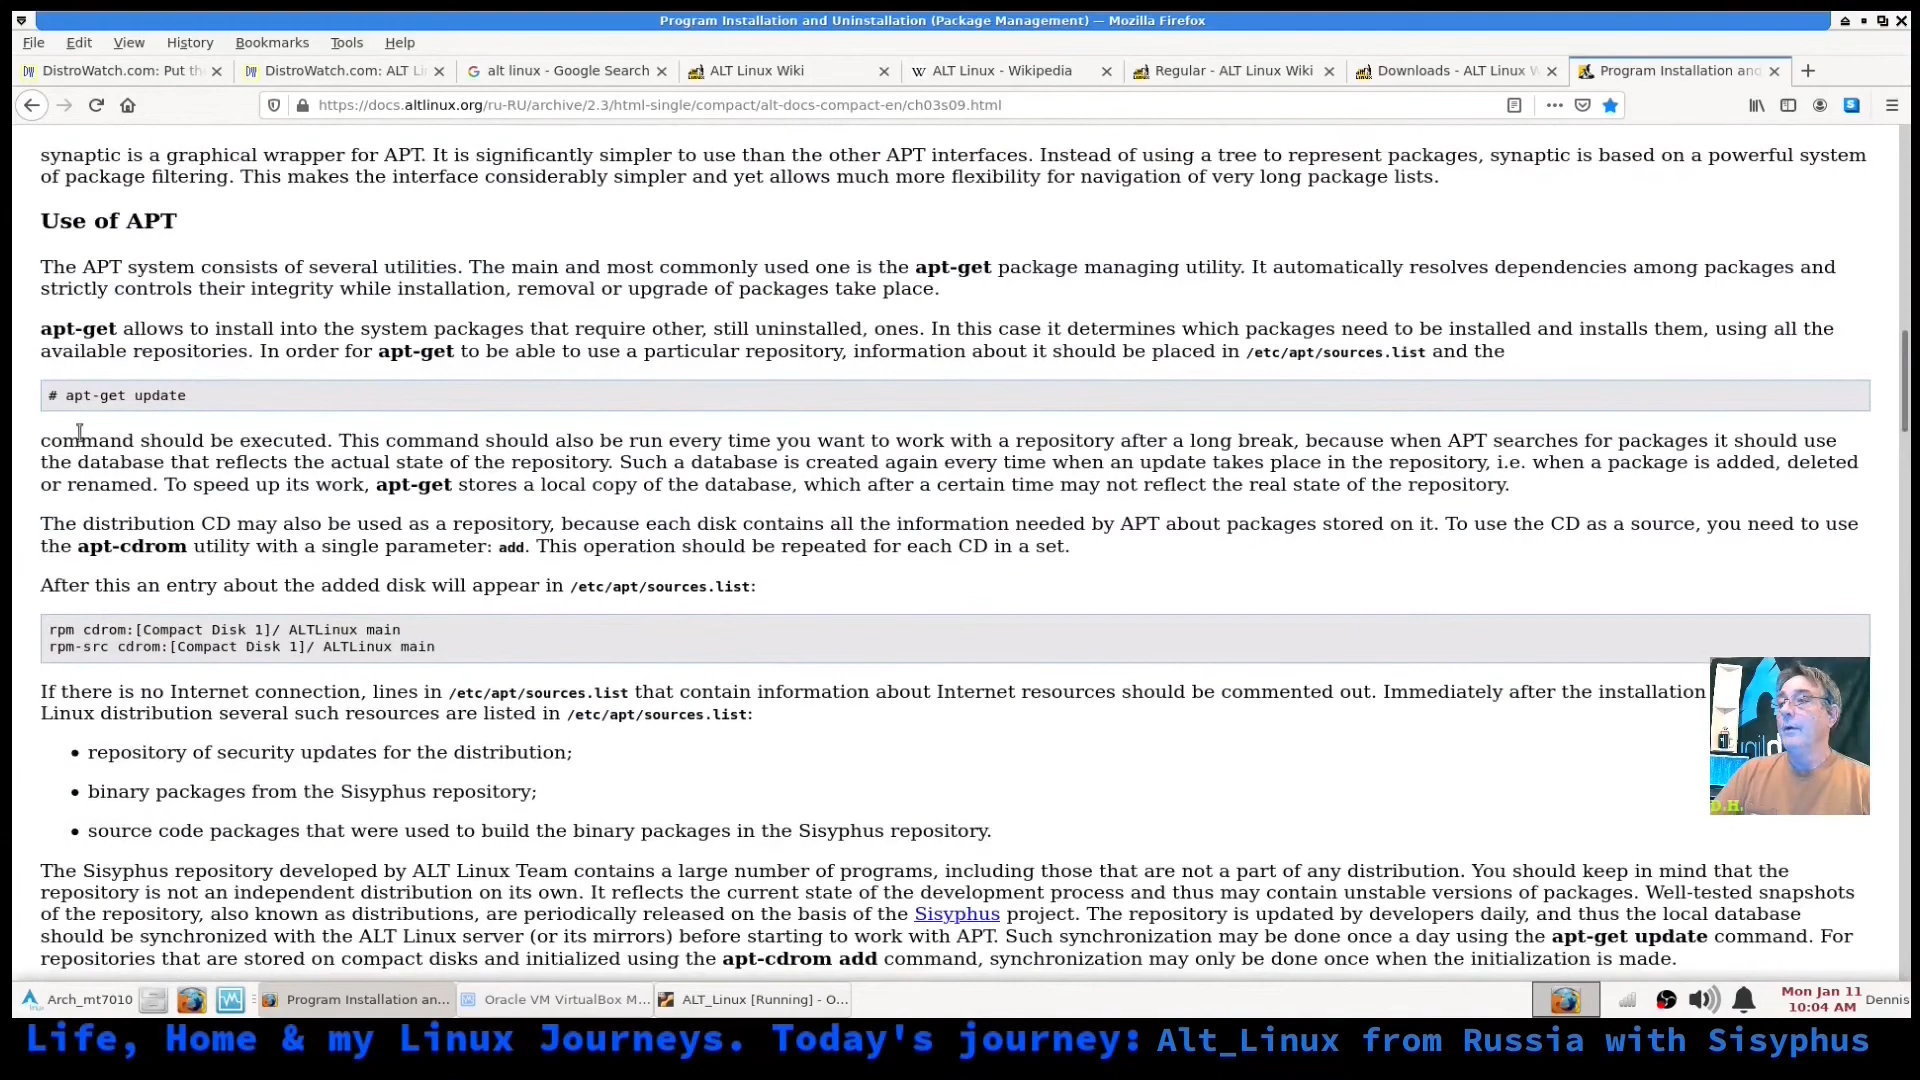 Program Installation and Uninstallation (Package Management) — Mozilla Firefox
File Edit View History Bookmarks Tools Help
DistroWatch.com: Put th
DistroWatch.com: ALT Li
alt linux - Google Search
ALT Linux Wiki
ALT Linux - Wikipedia
Regular - ALT Linux Wiki
Downloads - ALT Linux W
Program Installation and
https://docs.altlinux.org/ru-RU/archive/2.3/html-single/compact/alt-docs-compact-en/ch03s09.html
synaptic is a graphical wrapper for APT. It is significantly simpler to use than the other APT interfaces. Instead of using a tree to represent packages, synaptic is based on a powerful system
of package filtering. This makes the interface considerably simpler and yet allows much more flexibility for navigation of very long package lists.
Use of APT
The APT system consists of several utilities. The main and most commonly used one is the apt-get package managing utility. It automatically resolves dependencies among packages and
strictly controls their integrity while installation, removal or upgrade of packages take place.
apt-get allows to install into the system packages that require other, still uninstalled, ones. In this case it determines which packages need to be installed and installs them, using all the
available repositories. In order for apt-get to be able to use a particular repository, information about it should be placed in /etc/apt/sources.list and the
# apt-get update
command should be executed. This command should also be run every time you want to work with a repository after a long break, because when APT searches for packages it should use
the database that reflects the actual state of the repository. Such a database is created again every time when an update takes place in the repository, i.e. when a package is added, deleted
or renamed. To speed up its work, apt-get stores a local copy of the database, which after a certain time may not reflect the real state of the repository.
The distribution CD may also be used as a repository, because each disk contains all the information needed by APT about packages stored on it. To use the CD as a source, you need to use
the apt-cdrom utility with a single parameter: add. This operation should be repeated for each CD in a set.
After this an entry about the added disk will appear in /etc/apt/sources.list:
rpm cdrom:[Compact Disk 1]/ ALTLinux main
rpm-src cdrom:[Compact Disk 1]/ ALTLinux main
If there is no Internet connection, lines in /etc/apt/sources.list that contain information about Internet resources should be commented out. Immediately after the installation
Linux distribution several such resources are listed in /etc/apt/sources.list:
• repository of security updates for the distribution;
• binary packages from the Sisyphus repository;
• source code packages that were used to build the binary packages in the Sisyphus repository.
D.H.
The Sisyphus repository developed by ALT Linux Team contains a large number of programs, including those that are not a part of any distribution. You should keep in mind that the
repository is not an independent distribution on its own. It reflects the current state of the development process and thus may contain unstable versions of packages. Well-tested snapshots
of the repository, also known as distributions, are periodically released on the basis of the Sisyphus project. The repository is updated by developers daily, and thus the local database
should be synchronized with the ALT Linux server (or its mirrors) before starting to work with APT. Such synchronization may be done once a day using the apt-get update command. For
repositories that are stored on compact disks and initialized using the apt-cdrom add command, synchronization may only be done once when the initialization is made.
Arch_mt7010
Program Installation an...
Oracle VM VirtualBox M...
ALT_Linux [Running] - O...
Mon Jan 11
10:04 AM
Dennis
Life, Home & my Linux Journeys. Today's journey: Alt_Linux from Russia with Sisyphus